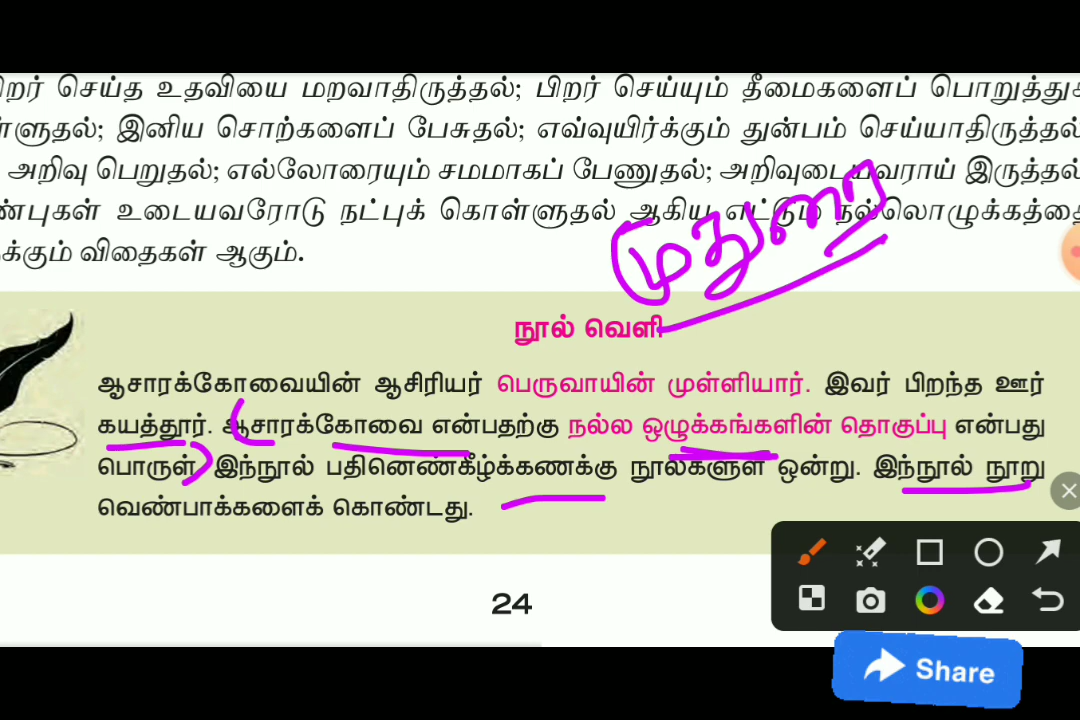 பிறர் செய்த உதவியை மறவாதிருத்தல்; பிறர் செய்யும் தீமைகளைப் பொறுத்துக்
ள்ளுதல்; இனிய சொற்களைப் பேசுதல்; எவ்வுயிர்க்கும் துன்பம் செய்யாதிருத்தல்
அறிவு பெறுதல்; எல்லோரையும் சமமாகப் பேணுதல்; அறிவுடையவராய் இருத்தல்
ண்புகள் உடையவரோடு நட்புக் கொள்ளுதல் ஆகிய எட்டும் நல்லொழுக்கத்தை
க்கும் விதைகள் ஆகும்.
முதுரை
நூல் வெளி
ஆசாரக்கோவையின் ஆசிரியர் பெருவாயின் முள்ளியார். இவர் பிறந்த ஊர்
கயத்தூர். ஆசாரக்கோவை என்பதற்கு நல்ல ஒழுக்கங்களின் தொகுப்பு என்பது
பொருள் இந்நூல் பதினெண்கீழ்க்கணக்கு நூல்களுள் ஒன்று. இந்நூல் நூறு
வெண்பாக்களைக் கொண்டது.
24
Share